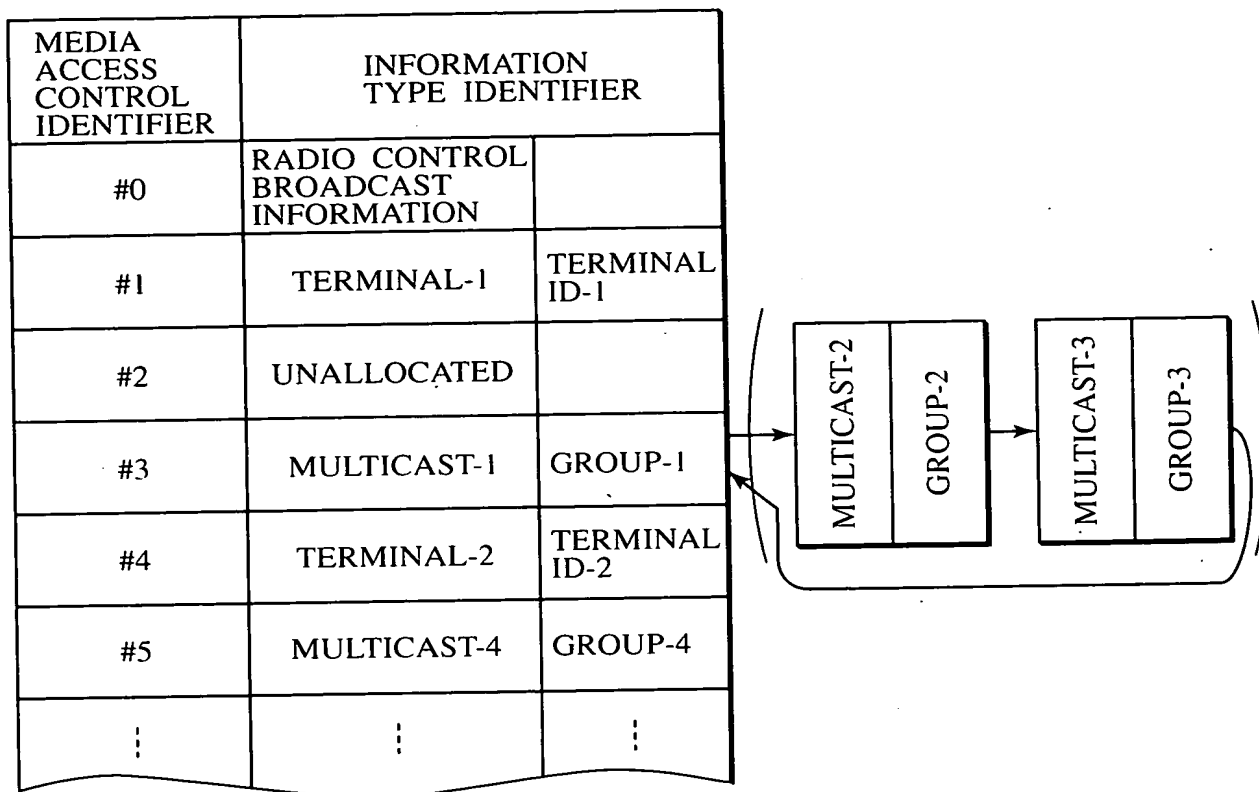 MEDIA
ACCESS
CONTROL
IDENTIFIER
INFORMATION
TYPE IDENTIFIER
#0
RADIO CONTROL
BROADCAST
INFORMATION
#1
TERMINAL-1
TERMINAL
ID-1
#2
UNALLOCATED
#3
MULTICAST-1
GROUP-1
MULTICAST-2
GROUP-2
MULTICAST-3
GROUP-3
#4
TERMINAL-2
TERMINAL
ID-2
#5
MULTICAST-4
GROUP-4